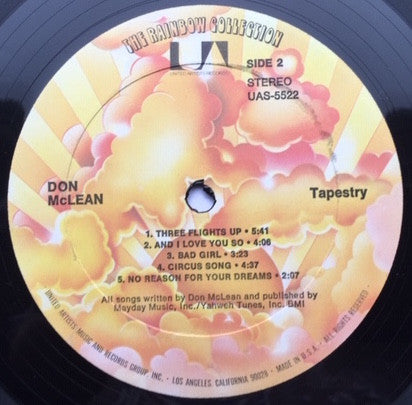 THE RAINBOW COLLECTION
UA
UNITED ARTISTS RECORDS
SIDE 2
STEREO
UAS-5522
DON
McLEAN
Tapestry
1. THREE FLIGHTS UP • 5:41
2. AND I LOVE YOU SO • 4:06
3. BAD GIRL • 3:23
4. CIRCUS SONG • 4:37
5. NO REASON FOR YOUR DREAMS • 2:07
All songs written by Don McLean and published by
Mayday Music, Inc./Yahweh Tunes, Inc. BMI
UNITED ARTISTS MUSIC AND RECORDS GROUP, INC. • LOS ANGELES, CALIFORNIA 90028 • MADE IN U.S.A. • ALL RIGHTS RESERVED